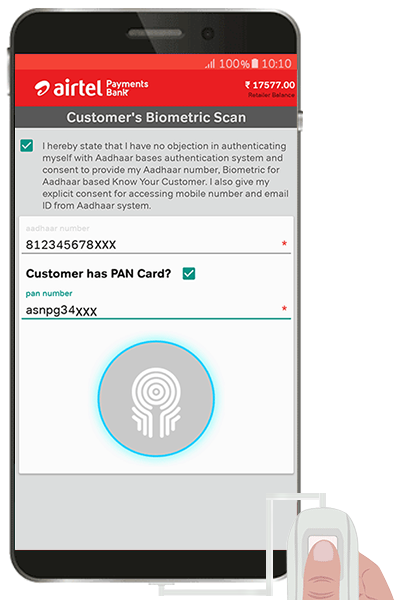 100% 10:10
airtel Payments
Bank
₹ 17577.00
Retailer Balance
Customer's Biometric Scan
I hereby state that I have no objection in authenticating
myself with Aadhaar bases authentication system and
consent to provide my Aadhaar number, Biometric for
Aadhaar based Know Your Customer. I also give my
explicit consent for accessing mobile number and email
ID from Aadhaar system.
aadhaar number
812345678XXX *
Customer has PAN Card?
pan number
asnpg34xxx *